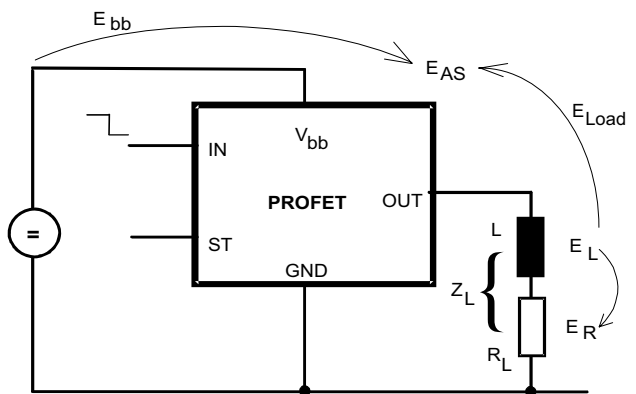 E bb
E AS
E Load
IN
V bb
PROFET
OUT
ST
GND
=
L
E L
Z L
{
E R
R L